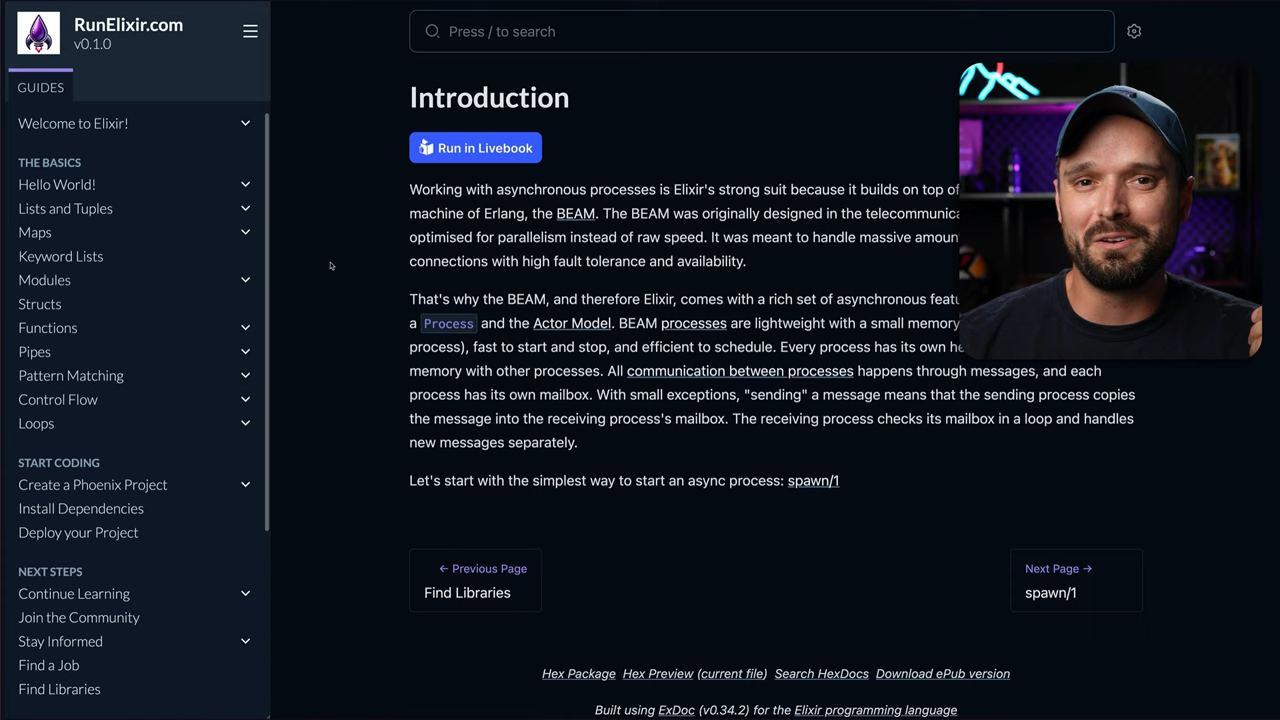 RunElixir.com
v0.1.0
GUIDES
Welcome to Elixir!
THE BASICS
Hello World!
Lists and Tuples
Maps
Keyword Lists
Modules
Structs
Functions
Pipes
Pattern Matching
Control Flow
Loops
START CODING
Create a Phoenix Project
Install Dependencies
Deploy your Project
NEXT STEPS
Continue Learning
Join the Community
Stay Informed
Find a Job
Find Libraries
Press / to search
Introduction
Run in Livebook
Working with asynchronous processes is Elixir's strong suit because it builds on top of
machine of Erlang, the BEAM. The BEAM was originally designed in the telecommunica
optimised for parallelism instead of raw speed. It was meant to handle massive amoun
connections with high fault tolerance and availability.
That's why the BEAM, and therefore Elixir, comes with a rich set of asynchronous featu
a Process and the Actor Model. BEAM processes are lightweight with a small memory
process), fast to start and stop, and efficient to schedule. Every process has its own he
memory with other processes. All communication between processes happens through messages, and each
process has its own mailbox. With small exceptions, "sending" a message means that the sending process copies
the message into the receiving process's mailbox. The receiving process checks its mailbox in a loop and handles
new messages separately.
Let's start with the simplest way to start an async process: spawn/1
← Previous Page
Find Libraries
Next Page →
spawn/1
Hex Package Hex Preview (current file) Search HexDocs Download ePub version
Built using ExDoc (v0.34.2) for the Elixir programming language